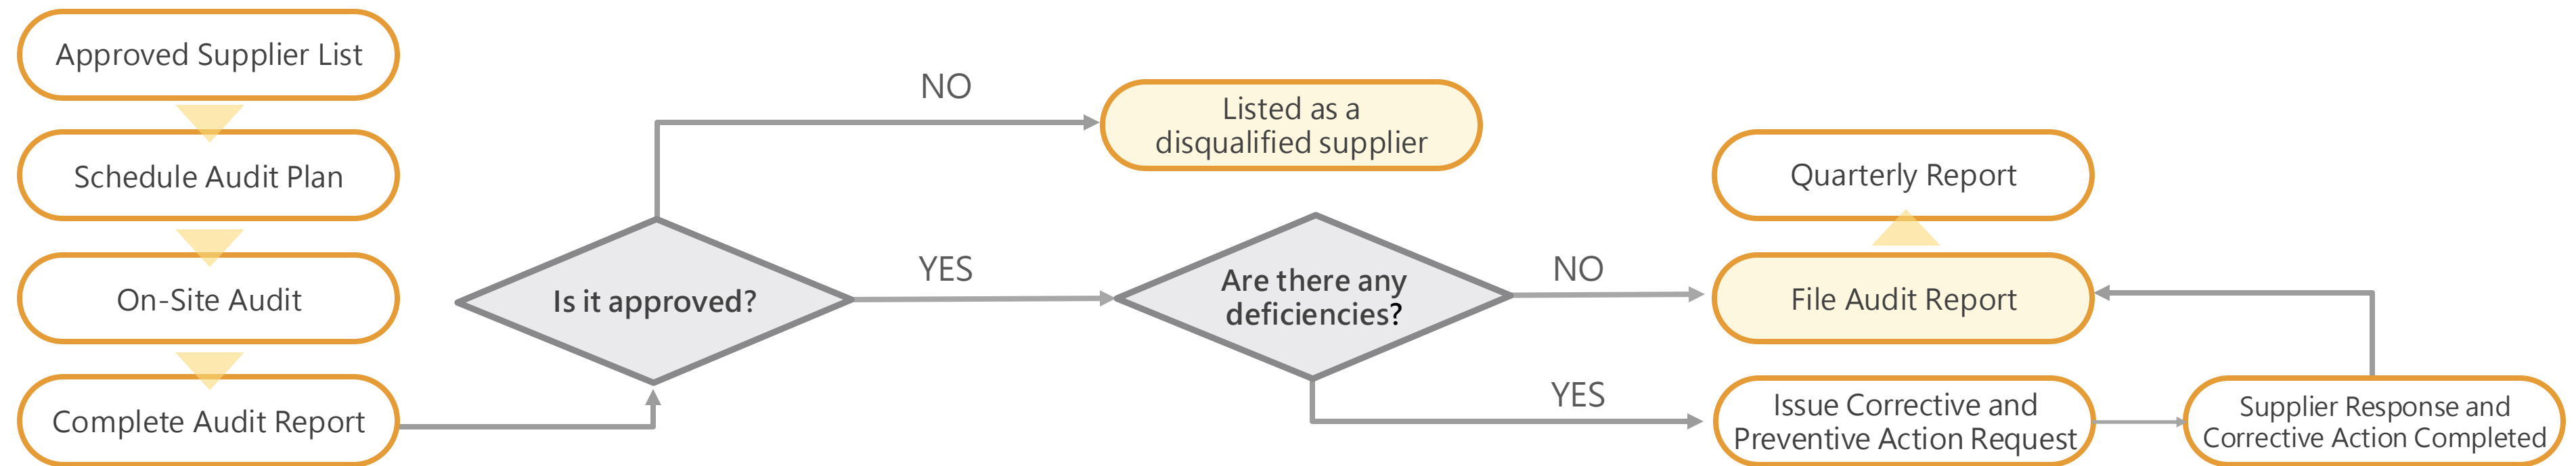 Approved Supplier List
Schedule Audit Plan
On-Site Audit
Complete Audit Report
Is it approved?
NO
Listed as a
disqualified supplier
YES
Are there any
deficiencies?
NO
YES
Quarterly Report
File Audit Report
Issue Corrective and
Preventive Action Request
Supplier Response and
Corrective Action Completed